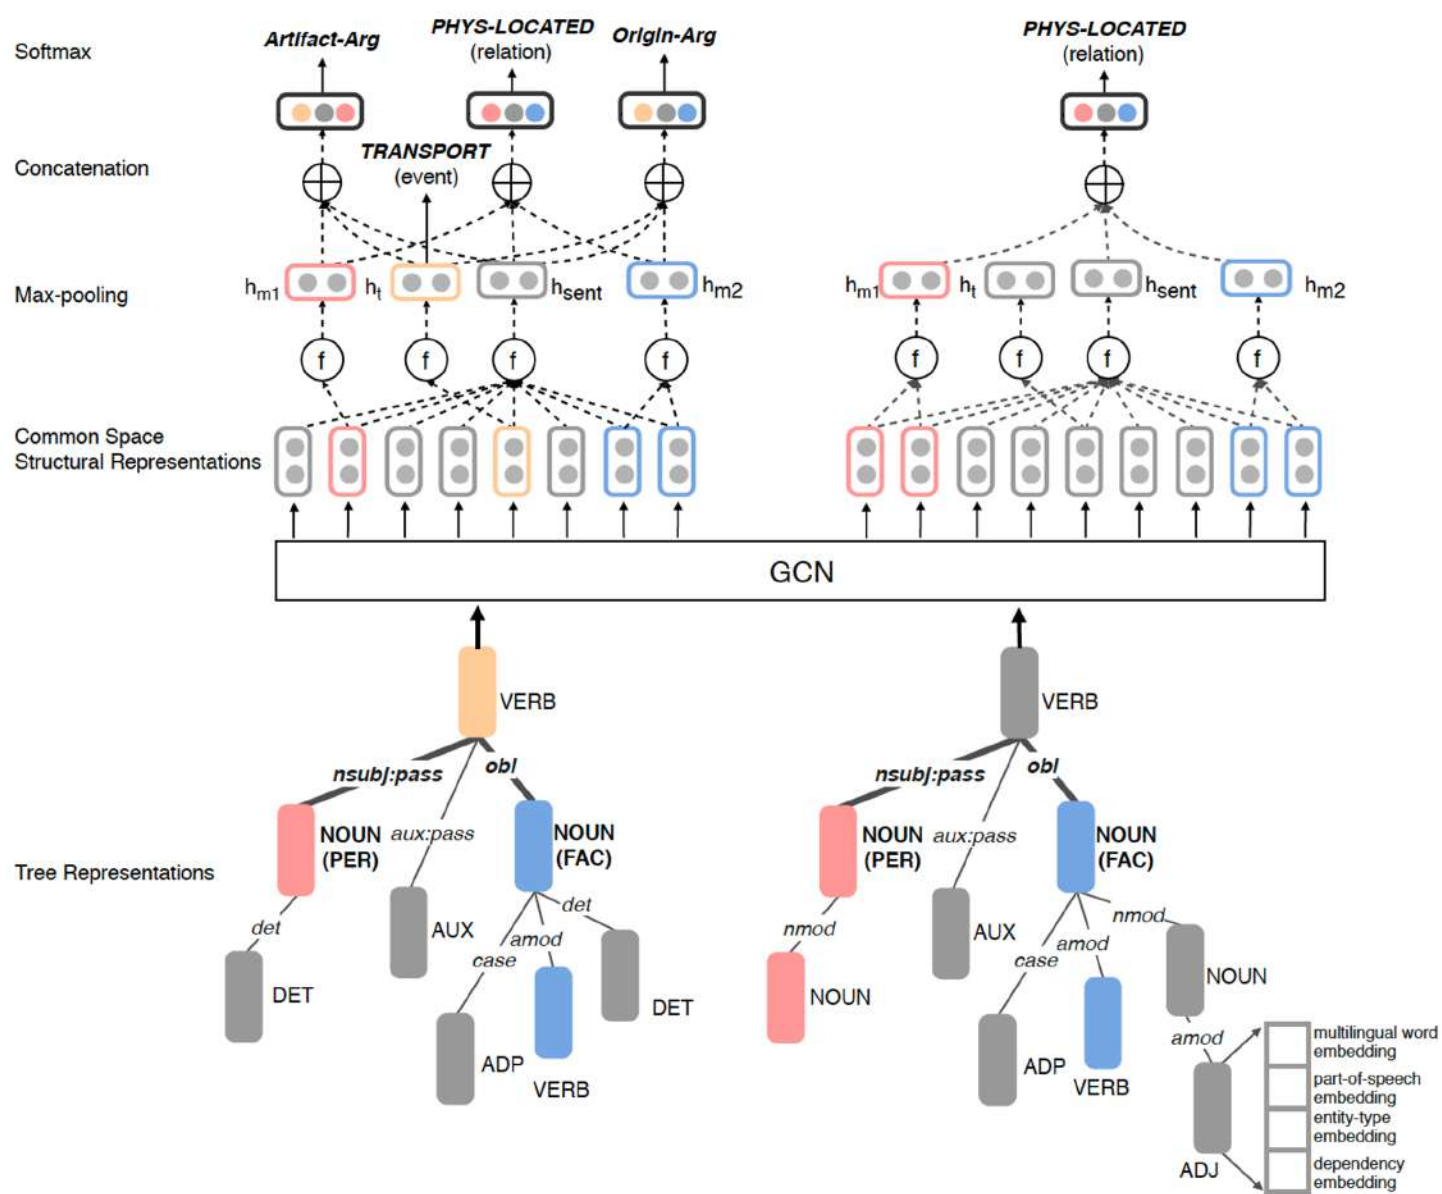 Softmax
Artifact-Arg
PHYS-LOCATED
(relation)
Origin-Arg
PHYS-LOCATED
(relation)
Concatenation
TRANSPORT
(event)
Max-pooling
hm1
ht
hsent
hm2
hm1
ht
hsent
hm2
f
f
f
f
f
f
f
f
Common Space
Structural Representations
GCN
VERB
VERB
nsubj:pass
obl
nsubj:pass
obl
NOUN
(PER)
aux:pass
NOUN
(FAC)
NOUN
(PER)
aux:pass
NOUN
(FAC)
Tree Representations
det
AUX
amod
det
case
DET
ADP
VERB
DET
nmod
AUX
amod
nmod
case
NOUN
ADP
VERB
NOUN
amod
ADJ
multilingual word
embedding
part-of-speech
embedding
entity-type
embedding
dependency
embedding